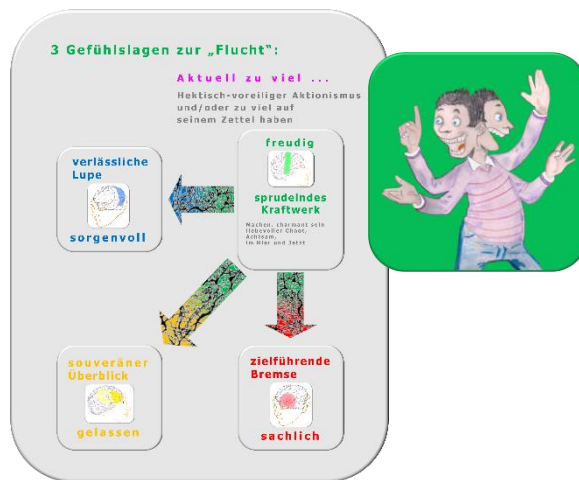 3 Gefühlslagen zur „Flucht“:
Aktuell zu viel ...
Hektisch-voreiliger Aktionismus
und/oder zu viel auf
seinem Zettel haben
freudig
sprudelndes
Kraftwerk
Machen, charmant sein
liebevoller Chaot,
Achtsam,
im Hier und Jetzt
verlässliche
Lupe
sorgenvoll
souveräner
Überblick
gelassen
zielführende
Bremse
sachlich